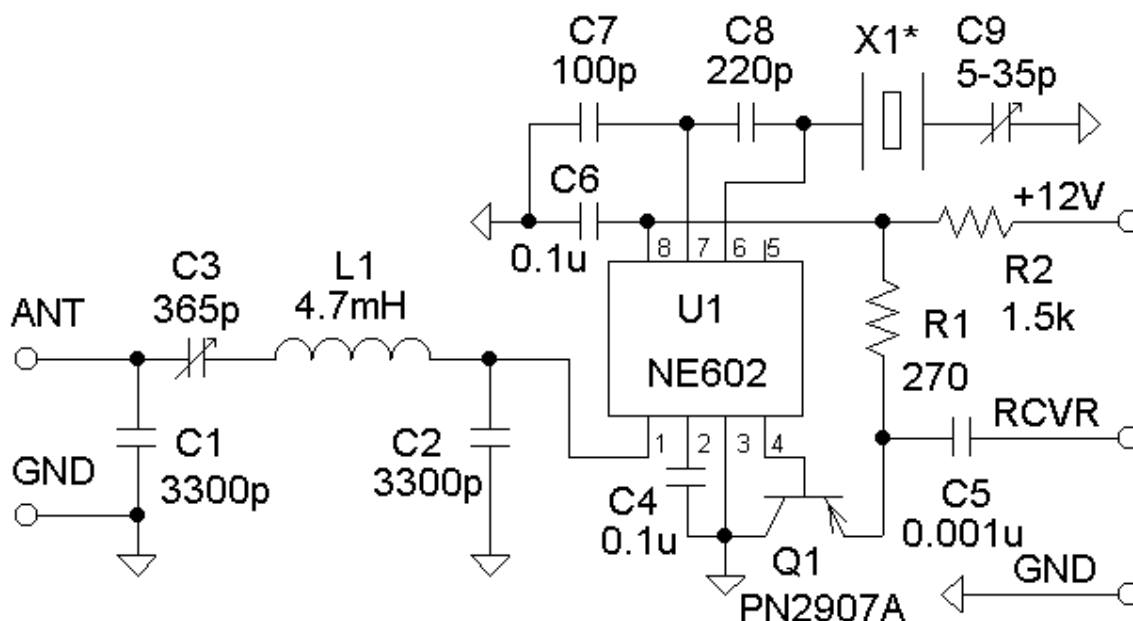 C7
100p
C8
220p
X1*
C9
5-35p
C6
0.1u
+12V
8 7 6 5
C3
365p
L1
4.7mH
U1
NE602
R2
1.5k
R1
270
ANT
RCVR
1 2 3 4
C1
3300p
C2
3300p
GND
C4
0.1u
C5
0.001u
Q1
PN2907A
GND